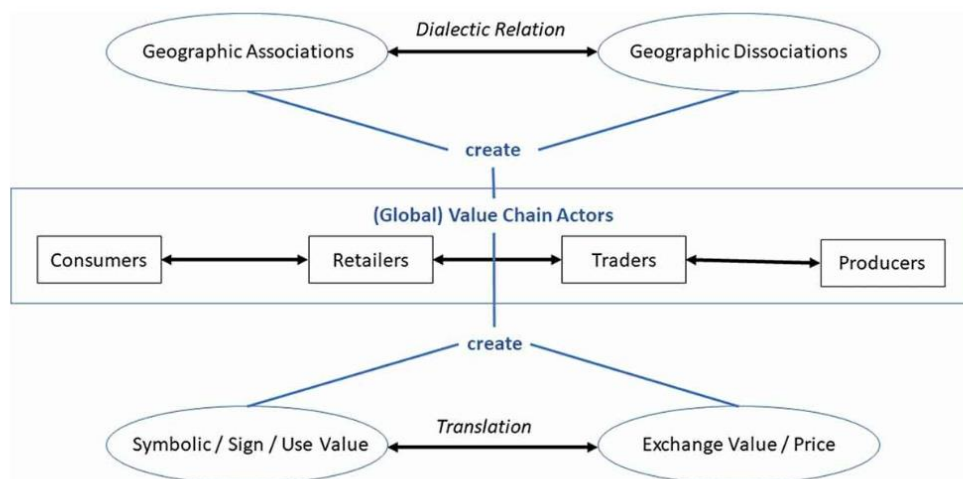 Dialectic Relation
Geographic Associations
Geographic Dissociations
create
(Global) Value Chain Actors
Consumers
Retailers
Traders
Producers
create
Translation
Symbolic / Sign / Use Value
Exchange Value / Price